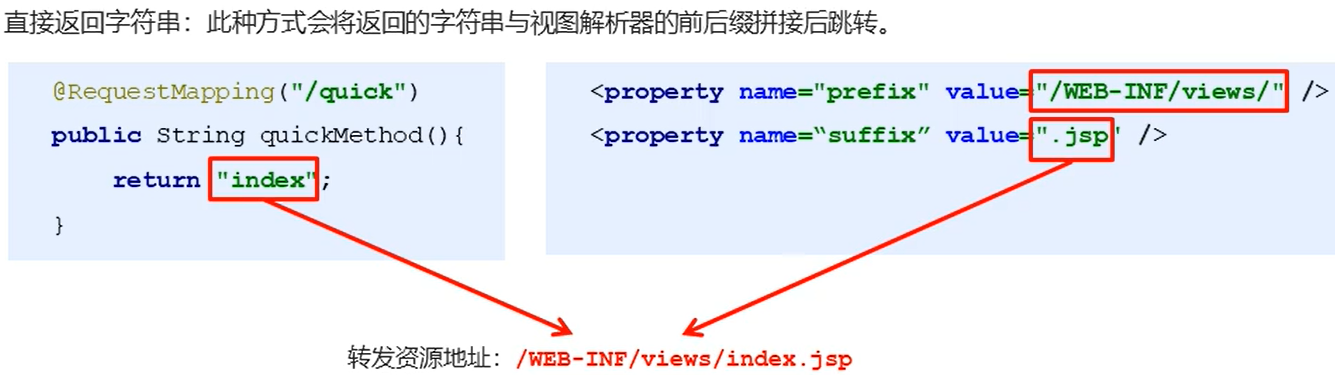 直接返回字符串：此种方式会将返回的字符串与视图解析器的前后缀拼接后跳转。
@RequestMapping("/quick")
public String quickMethod(){
return "index";
}
<property name="prefix" value="/WEB-INF/views/" />
<property name=“suffix” value=".jsp" />
转发资源地址：/WEB-INF/views/index.jsp